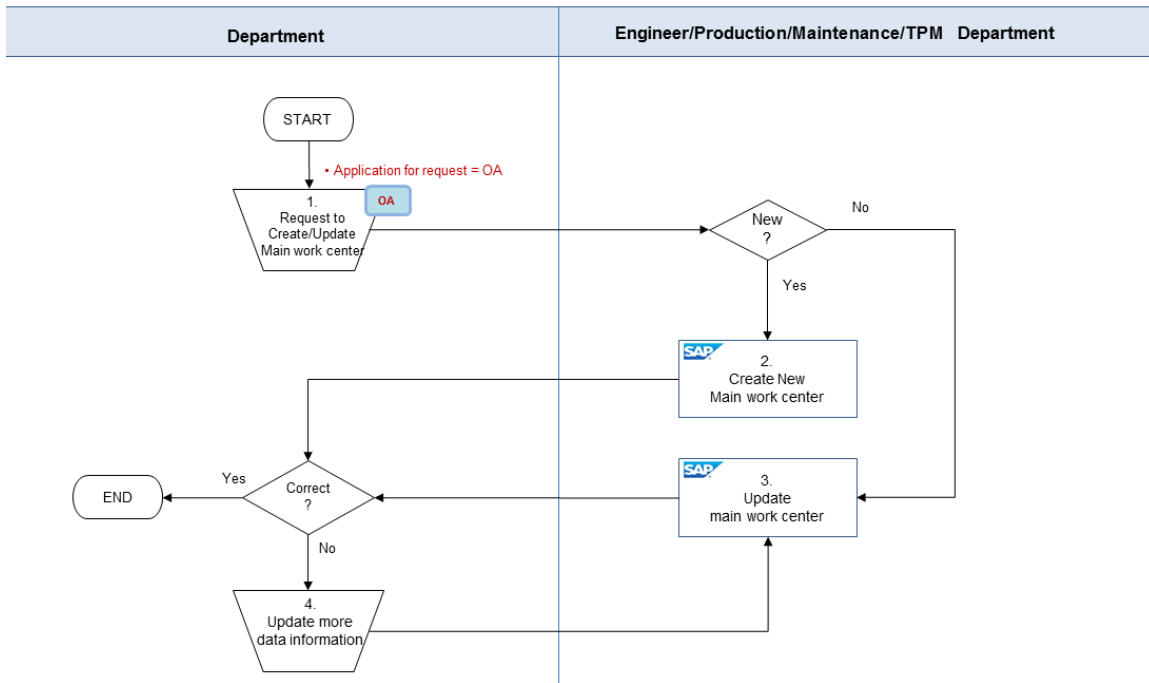 Department
Engineer/Production/Maintenance/TPM Department
START
• Application for request = OA
OA
1.
Request to
Create/Update
Main work center
New
?
No
Yes
SAP
2.
Create New
Main work center
SAP
3.
Update
main work center
Correct
?
Yes
END
No
4.
Update more
data information